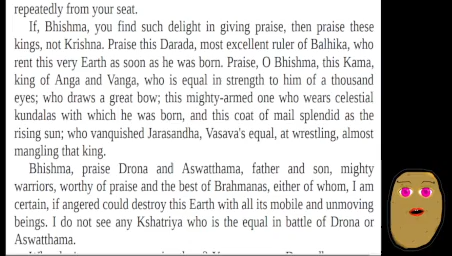 repeatedly from your seat.
If, Bhishma, you find such delight in giving praise, then praise these
kings, not Krishna. Praise this Darada, most excellent ruler of Balhika, who
rent this very Earth as soon as he was born. Praise, O Bhishma, this Kama,
king of Anga and Vanga, who is equal in strength to him of a thousand
eyes; who draws a great bow; this mighty-armed one who wears celestial
kundalas with which he was born, and this coat of mail splendid as the
rising sun; who vanquished Jarasandha, Vasava's equal, at wrestling, almost
mangling that king.
Bhishma, praise Drona and Aswatthama, father and son, mighty
warriors, worthy of praise and the best of Brahmanas, either of whom, I am
certain, if angered could destroy this Earth with all its mobile and unmoving
beings. I do not see any Kshatriya who is the equal in battle of Drona or
Aswatthama.